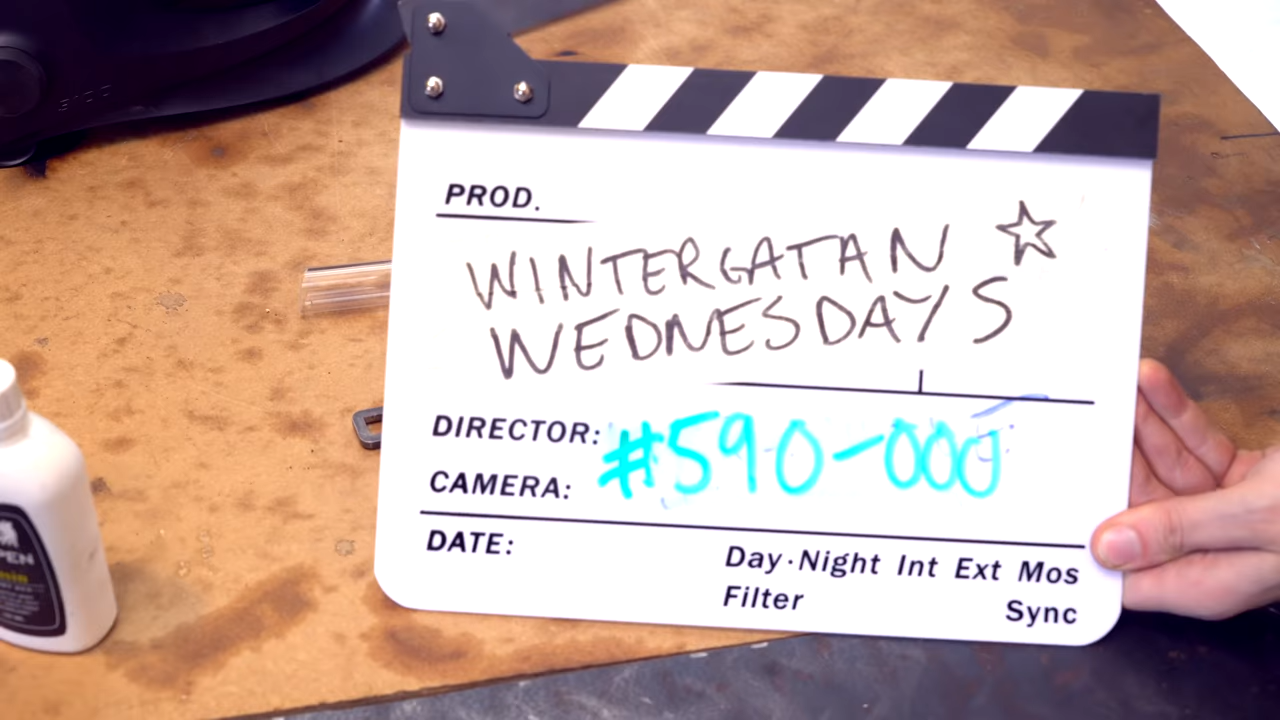 PROD.
WINTERGATAN
WEDNESDAYS
DIRECTOR:
#590-000
CAMERA:
DATE:
Day·Night Int Ext Mos
Filter Sync